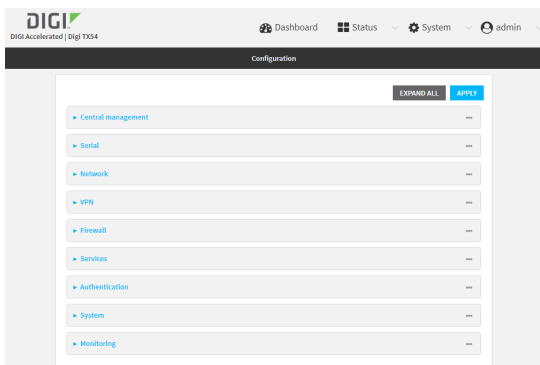 DIGI
DIGI Accelerated | Digi TX54
Dashboard
Status
System
admin
Configuration
EXPAND ALL
APPLY
Central management
Serial
Network
VPN
Firewall
Services
Authentication
System
Monitoring